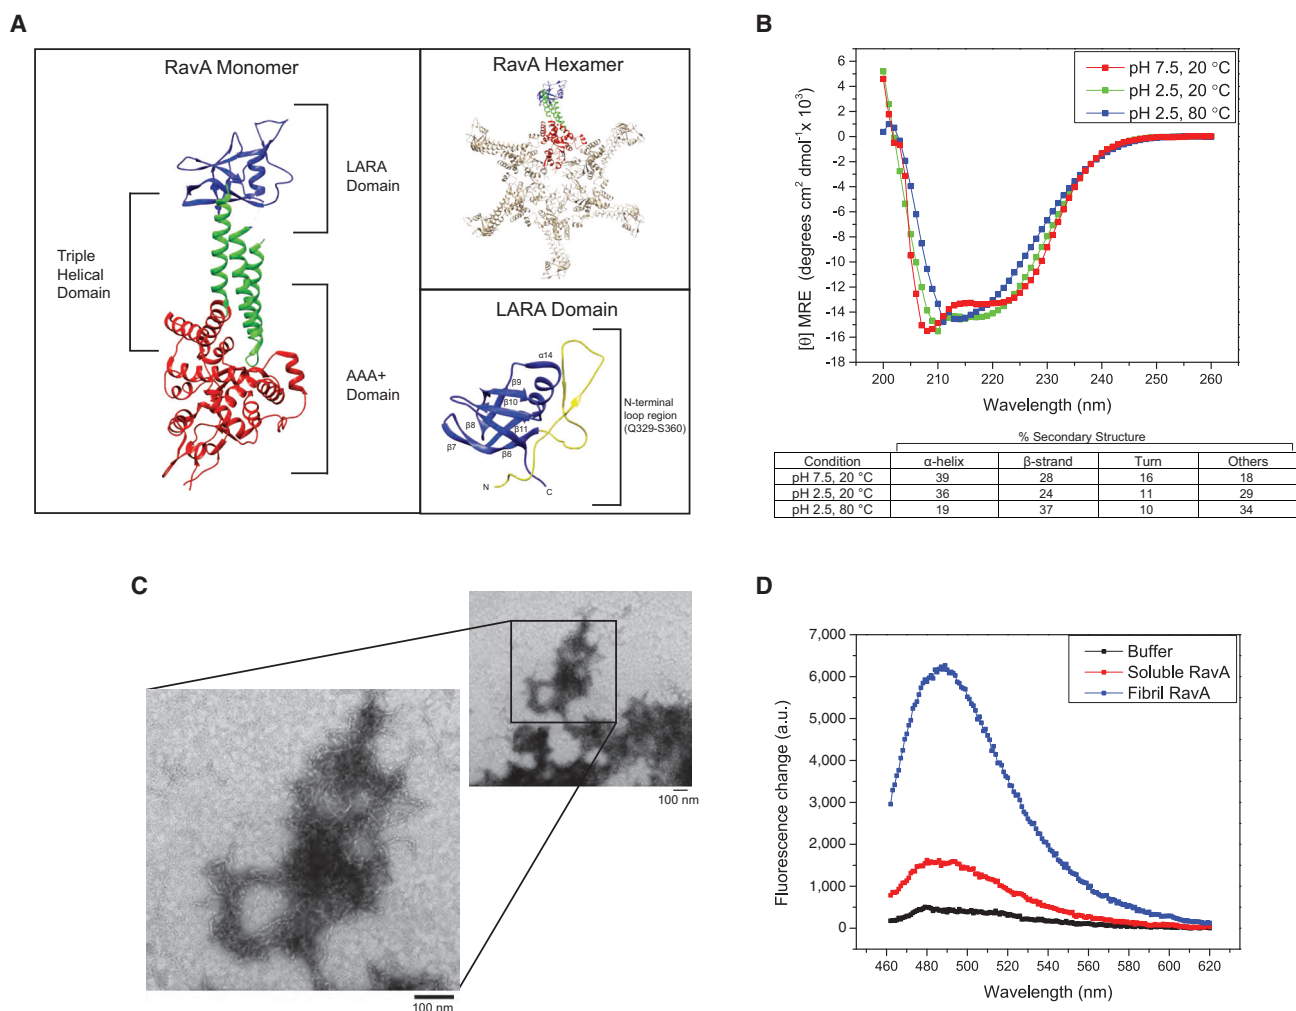 A
RavA Monomer
LARA
Domain
Triple
Helical
Domain
AAA+
Domain
RavA Hexamer
LARA Domain
α14
β9
β10
β8
β11
β7
β6
N
C
N-terminal
loop region
(Q329-S360)
B
pH 7.5, 20 °C
pH 2.5, 20 °C
pH 2.5, 80 °C
[θ] MRE (degrees cm² dmol⁻¹x 10³)
6
4
2
0
-2
-4
-6
-8
-10
-12
-14
-16
-18
200 210 220 230 240 250 260
Wavelength (nm)
% Secondary Structure
Condition α-helix β-strand Turn Others
pH 7.5, 20 °C 39 28 16 18
pH 2.5, 20 °C 36 24 11 29
pH 2.5, 80 °C 19 37 10 34
C
100 nm
100 nm
D
Buffer
Soluble RavA
Fibril RavA
Fluorescence change (a.u.)
7,000
6,000
5,000
4,000
3,000
2,000
1,000
0
460 480 500 520 540 560 580 600 620
Wavelength (nm)